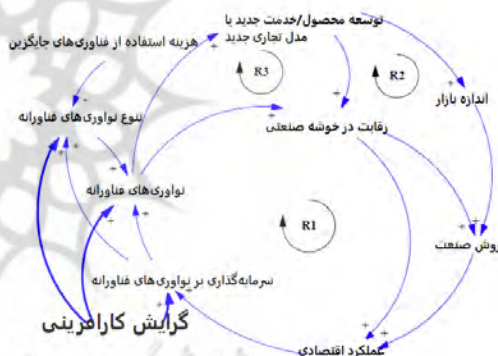 توسعه محصول/خدمت جدید یا
مدل تجاری جدید
هزینه استفاده از فناوری‌های جایگزین
R3
R2
اندازه بازار
تنوع نوآوری‌های فناورانه
رقابت در خوشه صنعتی
نوآوری‌های فناورانه
R1
روش صنعت
سرمایه‌گذاری بر نوآوری‌های فناورانه
گرایش کارآفرینی
عملکرد اقتصادی